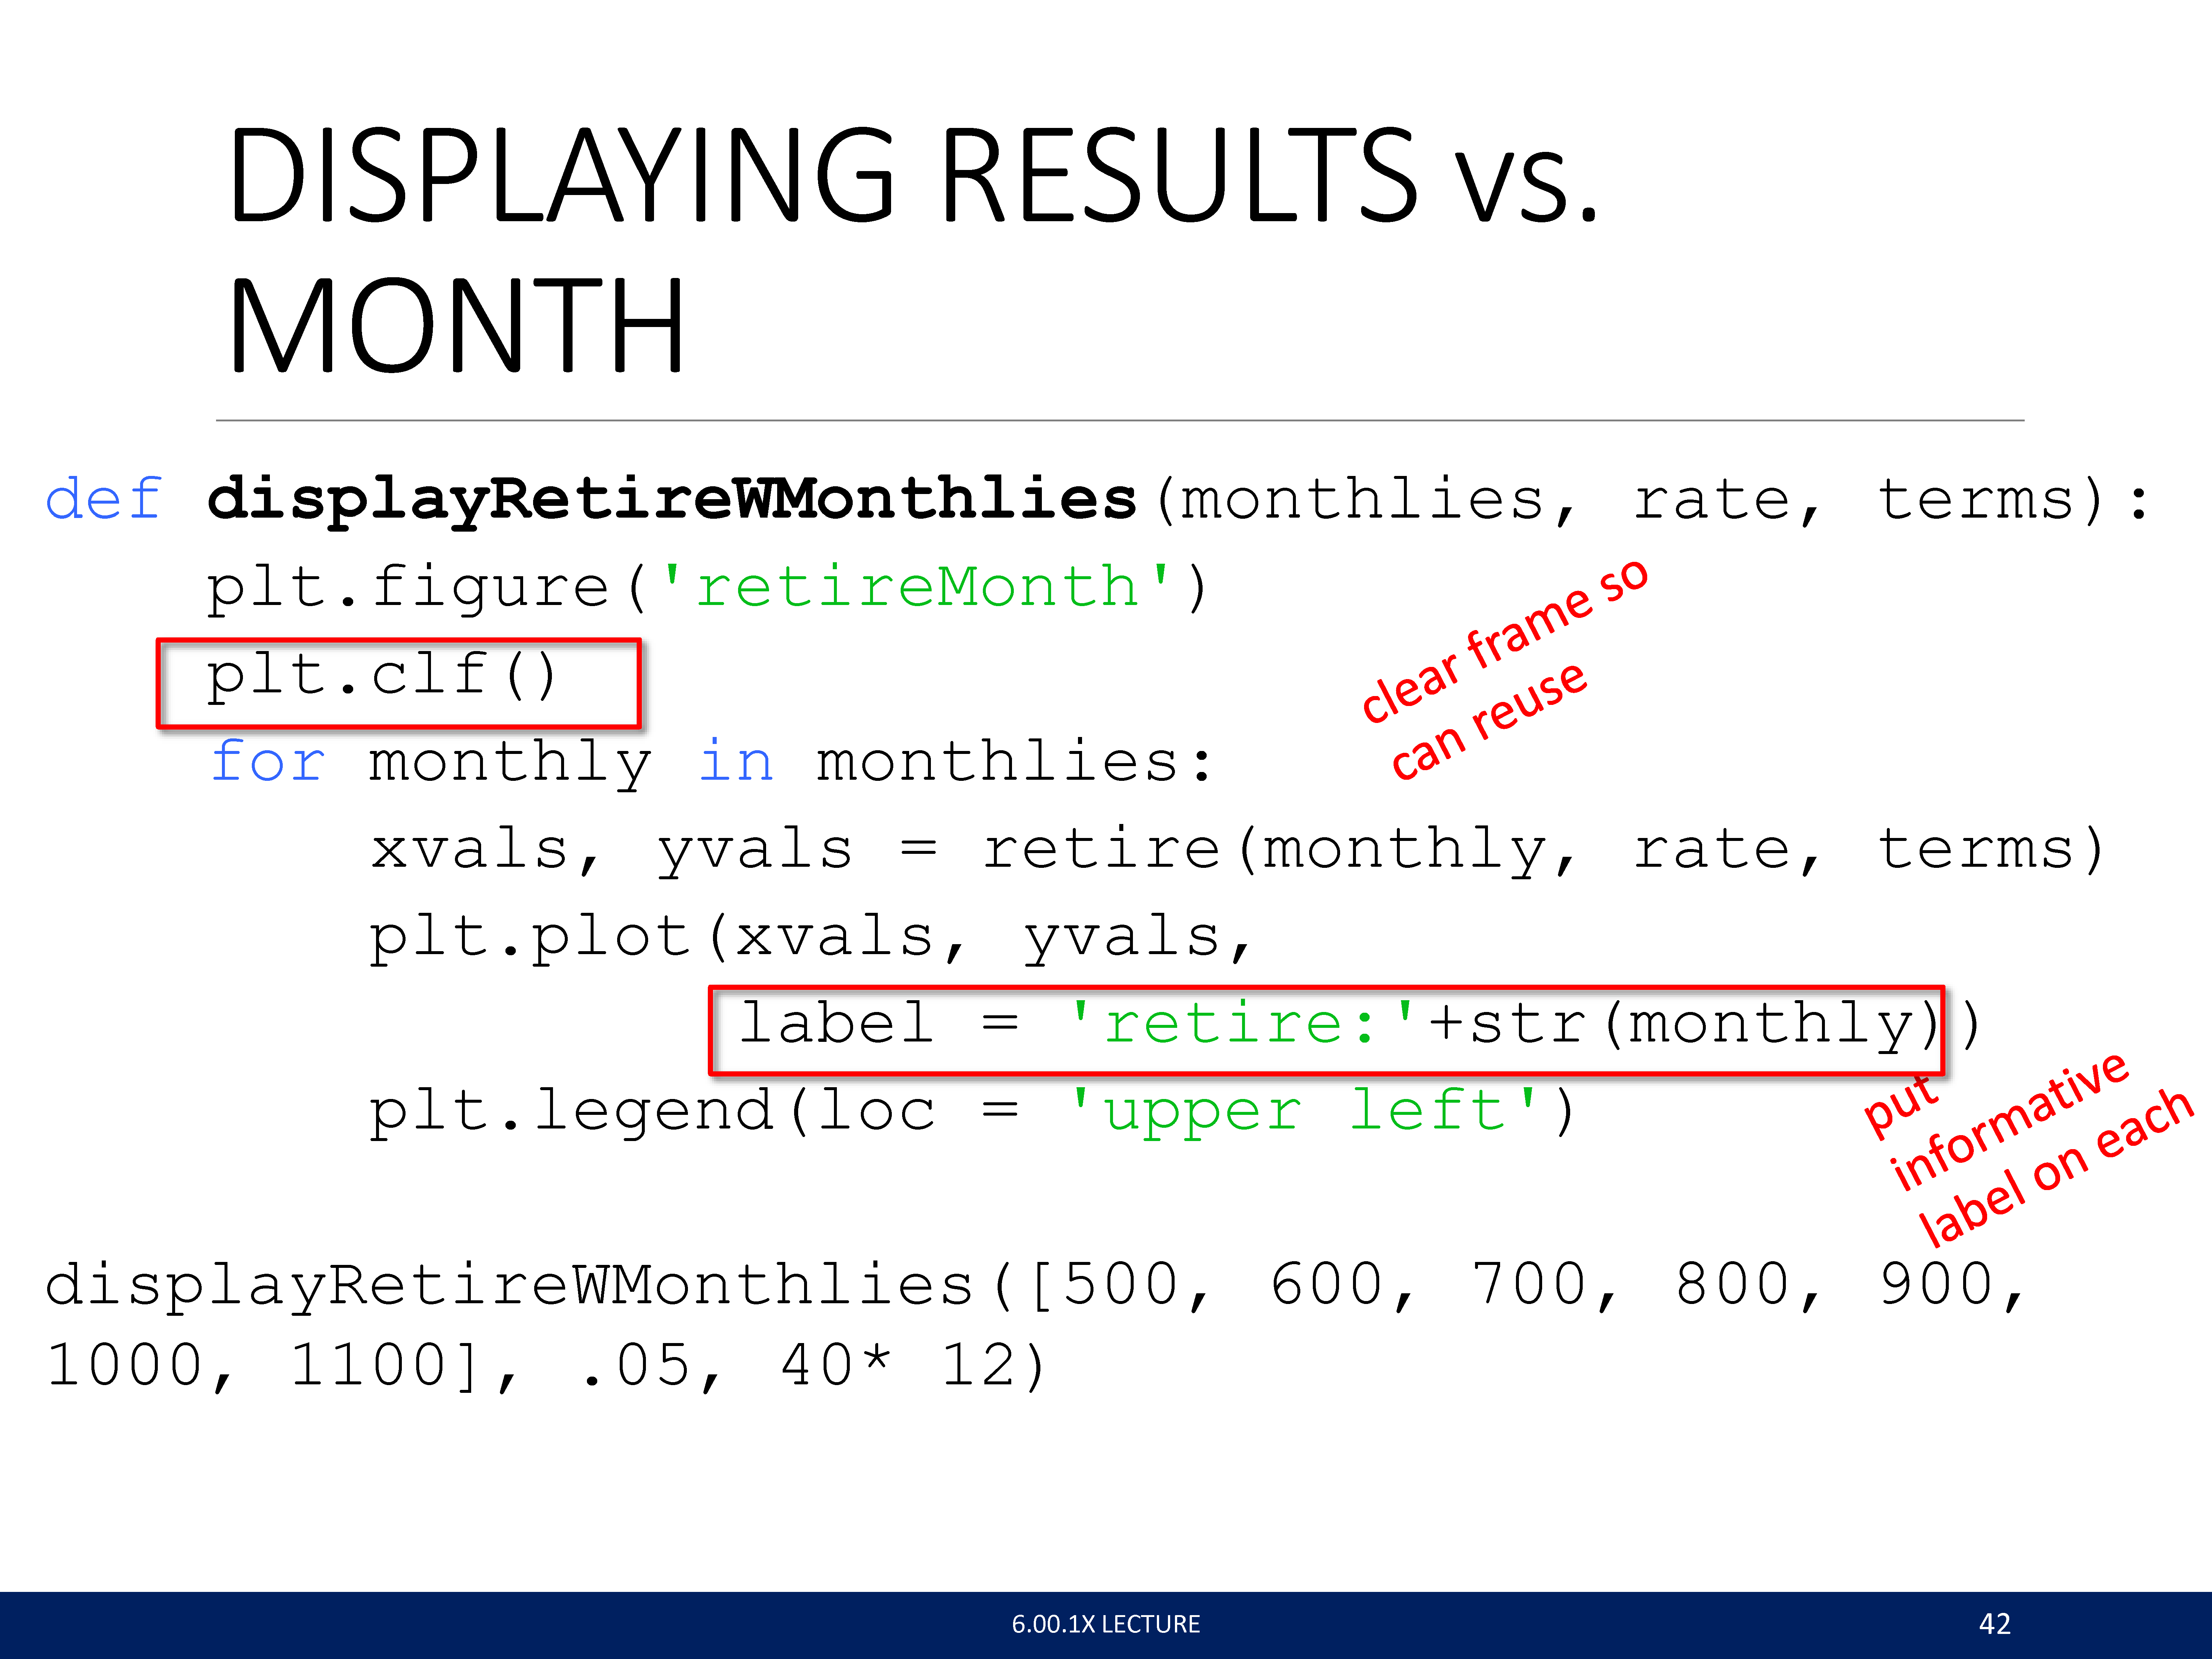 DISPLAYING RESULTS vs.
MONTH
def displayRetireWMonthlies(monthlies, rate, terms):
    plt.figure('retireMonth')
    plt.clf()
clear frame so
can reuse
    for monthly in monthlies:
        xvals, yvals = retire(monthly, rate, terms)
        plt.plot(xvals, yvals,
                 label = 'retire:'+str(monthly))
        plt.legend(loc = 'upper left')
put
informative
label on each
displayRetireWMonthlies([500, 600, 700, 800, 900,
1000, 1100], .05, 40* 12)
6.00.1X LECTURE
42